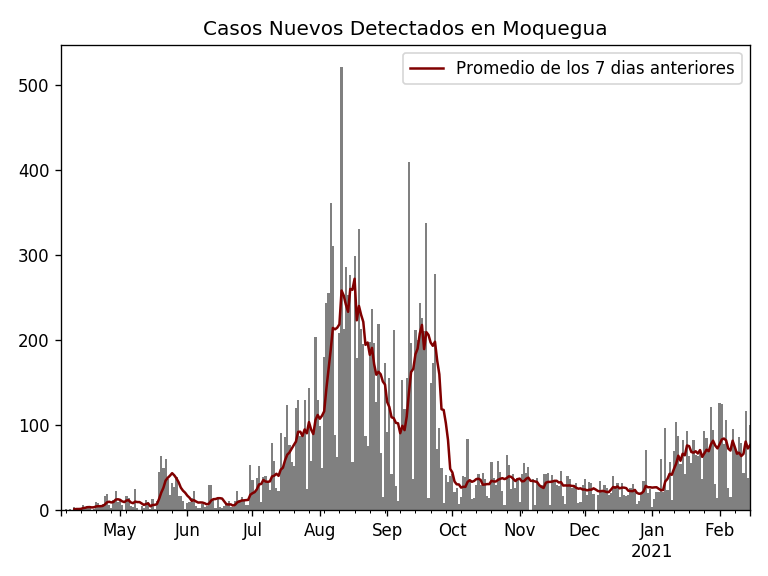 Casos Nuevos Detectados en Moquegua
Promedio de los 7 dias anteriores
500
400
300
200
100
0
May Jun Jul Aug Sep Oct Nov Dec Jan Feb
2021